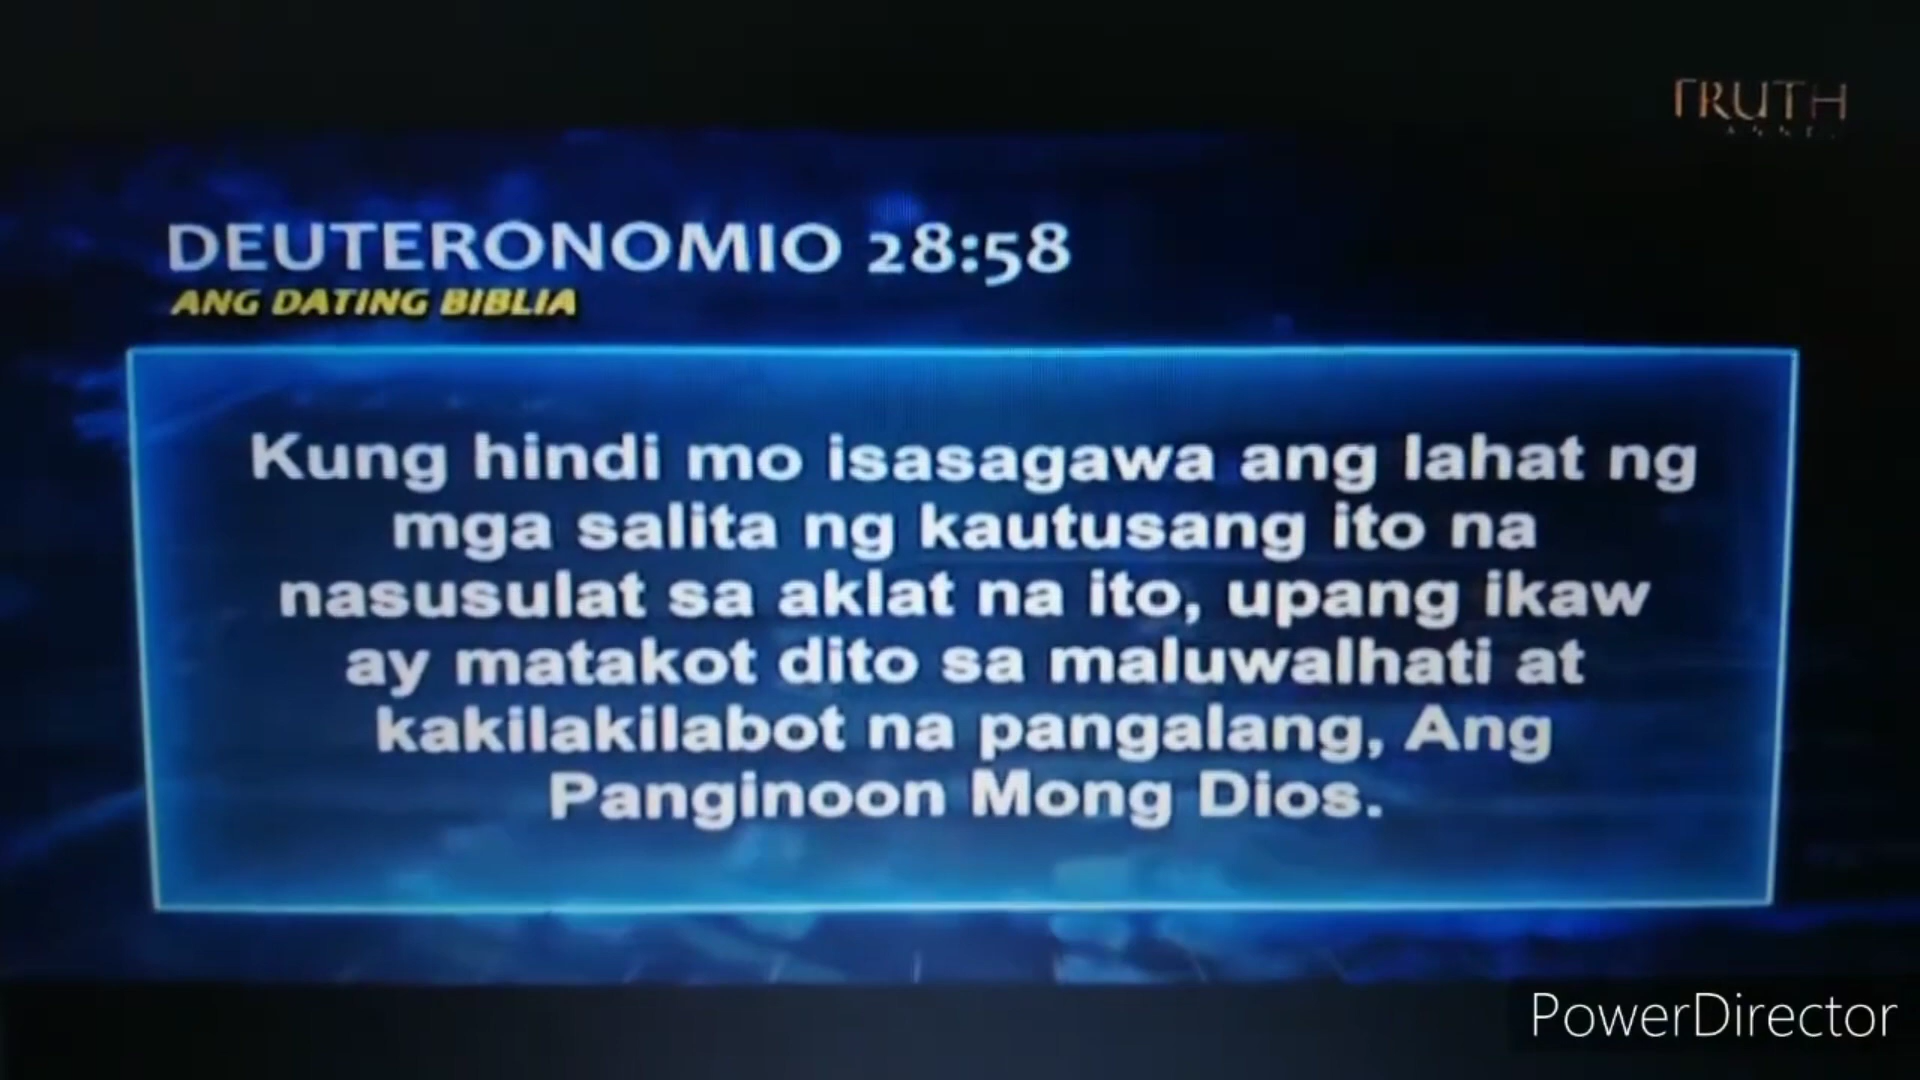 TRUTH
DEUTERONOMIO 28:58
ANG DATING BIBLIA
Kung hindi mo isasagawa ang lahat ng
mga salita ng kautusang ito na
nasusulat sa aklat na ito, upang ikaw
ay matakot dito sa maluwalhati at
kakilakilabot na pangalang, Ang
Panginoon Mong Dios.
PowerDirector